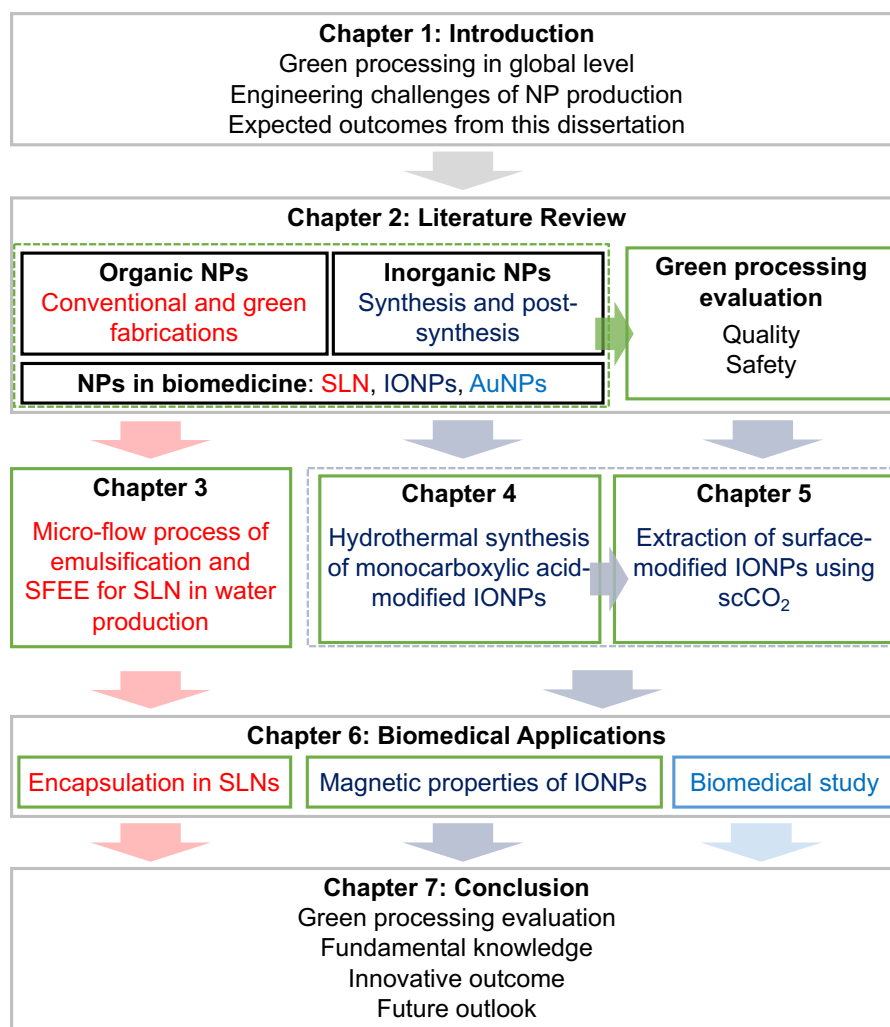 Chapter 1: Introduction
Green processing in global level
Engineering challenges of NP production
Expected outcomes from this dissertation
Chapter 2: Literature Review
Organic NPs
Conventional and green
fabrications
Inorganic NPs
Synthesis and post-
synthesis
NPs in biomedicine: SLN, IONPs, AuNPs
Green processing
evaluation
Quality
Safety
Chapter 3
Micro-flow process of
emulsification and
SFEE for SLN in water
production
Chapter 4
Hydrothermal synthesis
of monocarboxylic acid-
modified IONPs
Chapter 5
Extraction of surface-
modified IONPs using
scCO₂
Chapter 6: Biomedical Applications
Encapsulation in SLNs
Magnetic properties of IONPs
Biomedical study
Chapter 7: Conclusion
Green processing evaluation
Fundamental knowledge
Innovative outcome
Future outlook